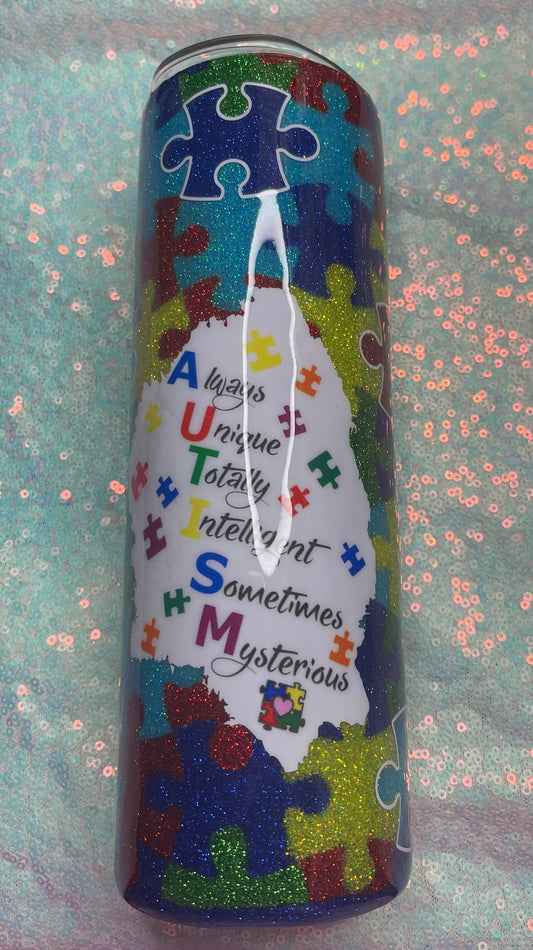 Always
Unique
Totally
Intelligent
Sometimes
Mysterious